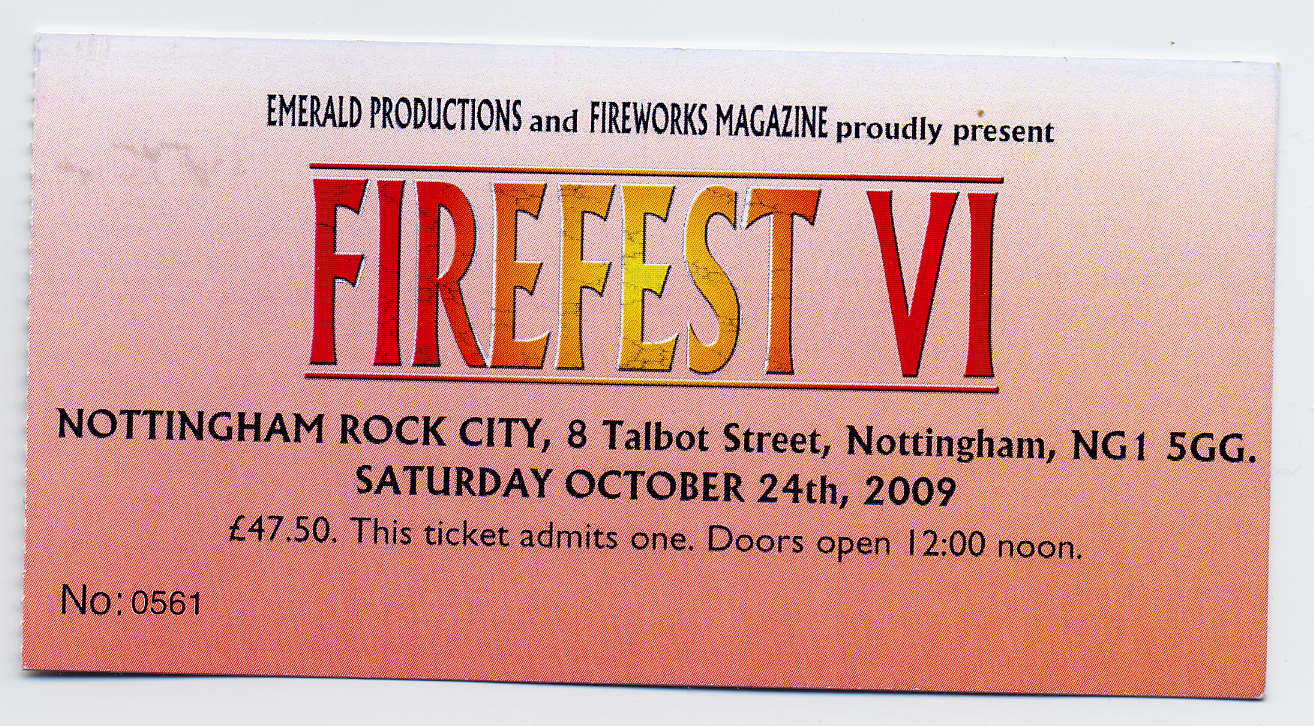 EMERALD PRODUCTIONS and FIREWORKS MAGAZINE proudly present
FIREFEST VI
NOTTINGHAM ROCK CITY, 8 Talbot Street, Nottingham, NG1 5GG.
SATURDAY OCTOBER 24th, 2009
£47.50. This ticket admits one. Doors open 12:00 noon.
No: 0561